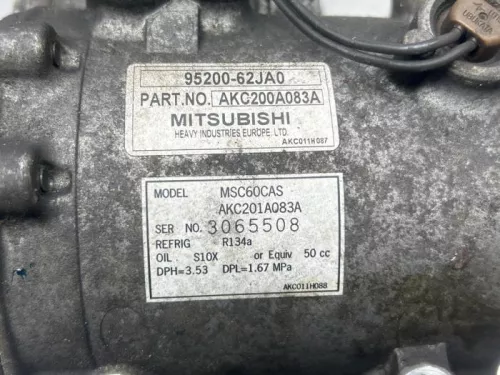 95200-62JA0
PART.NO. AKC200A083A
MITSUBISHI
HEAVY INDUSTRIES EUROPE, LTD.
AKC011H087
MODEL MSC60CAS
AKC201A083A
SER NO. 3065508
REFRIG R134a
OIL S10X or Equiv 50 cc
DPH=3.53 DPL=1.67 MPa
AKC011H088